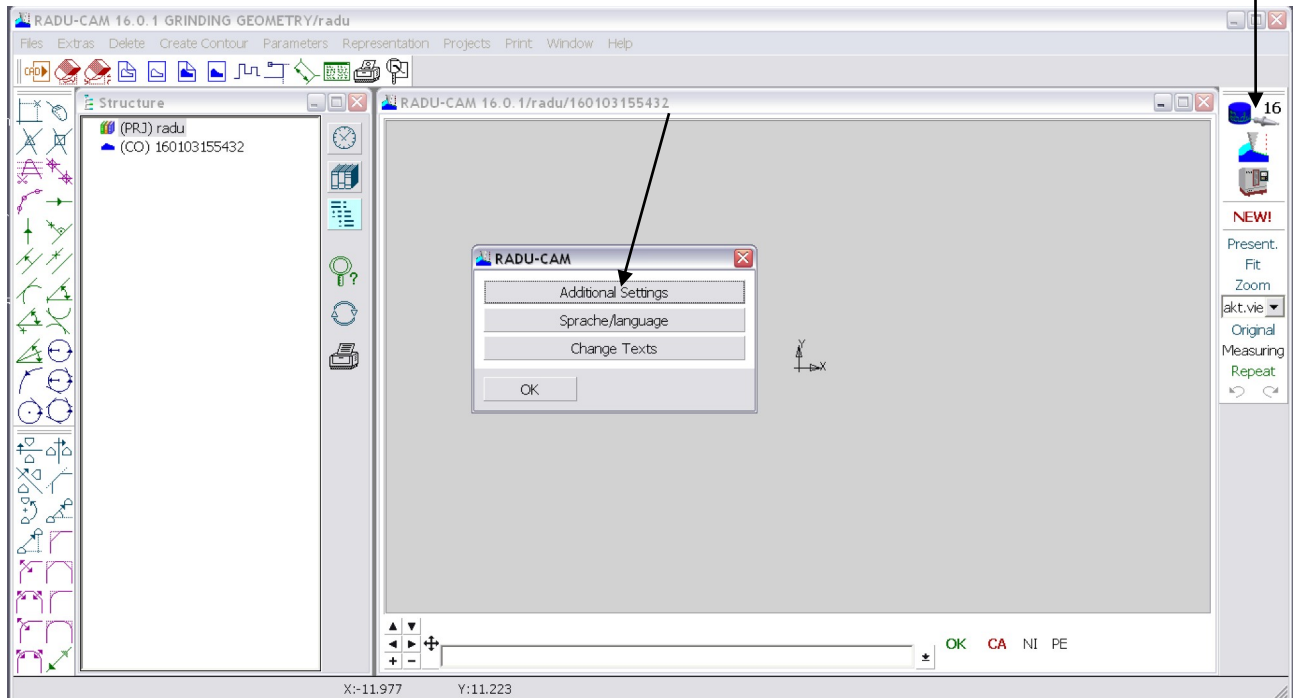 RADU-CAM 16.0.1 GRINDING GEOMETRY/radu
Files Extras Delete Create Contour Parameters Representation Projects Print Window Help
CAD
Structure
(PRJ) radu
(CO) 160103155432
RADU-CAM 16.0.1/radu/160103155432
RADU-CAM
Additional Settings
Sprache/language
Change Texts
OK
Y
X
OK CA NI PE
16
NEW!
Present.
Fit
Zoom
akt.vie
Original
Measuring
Repeat
X:-11.977 Y:11.223